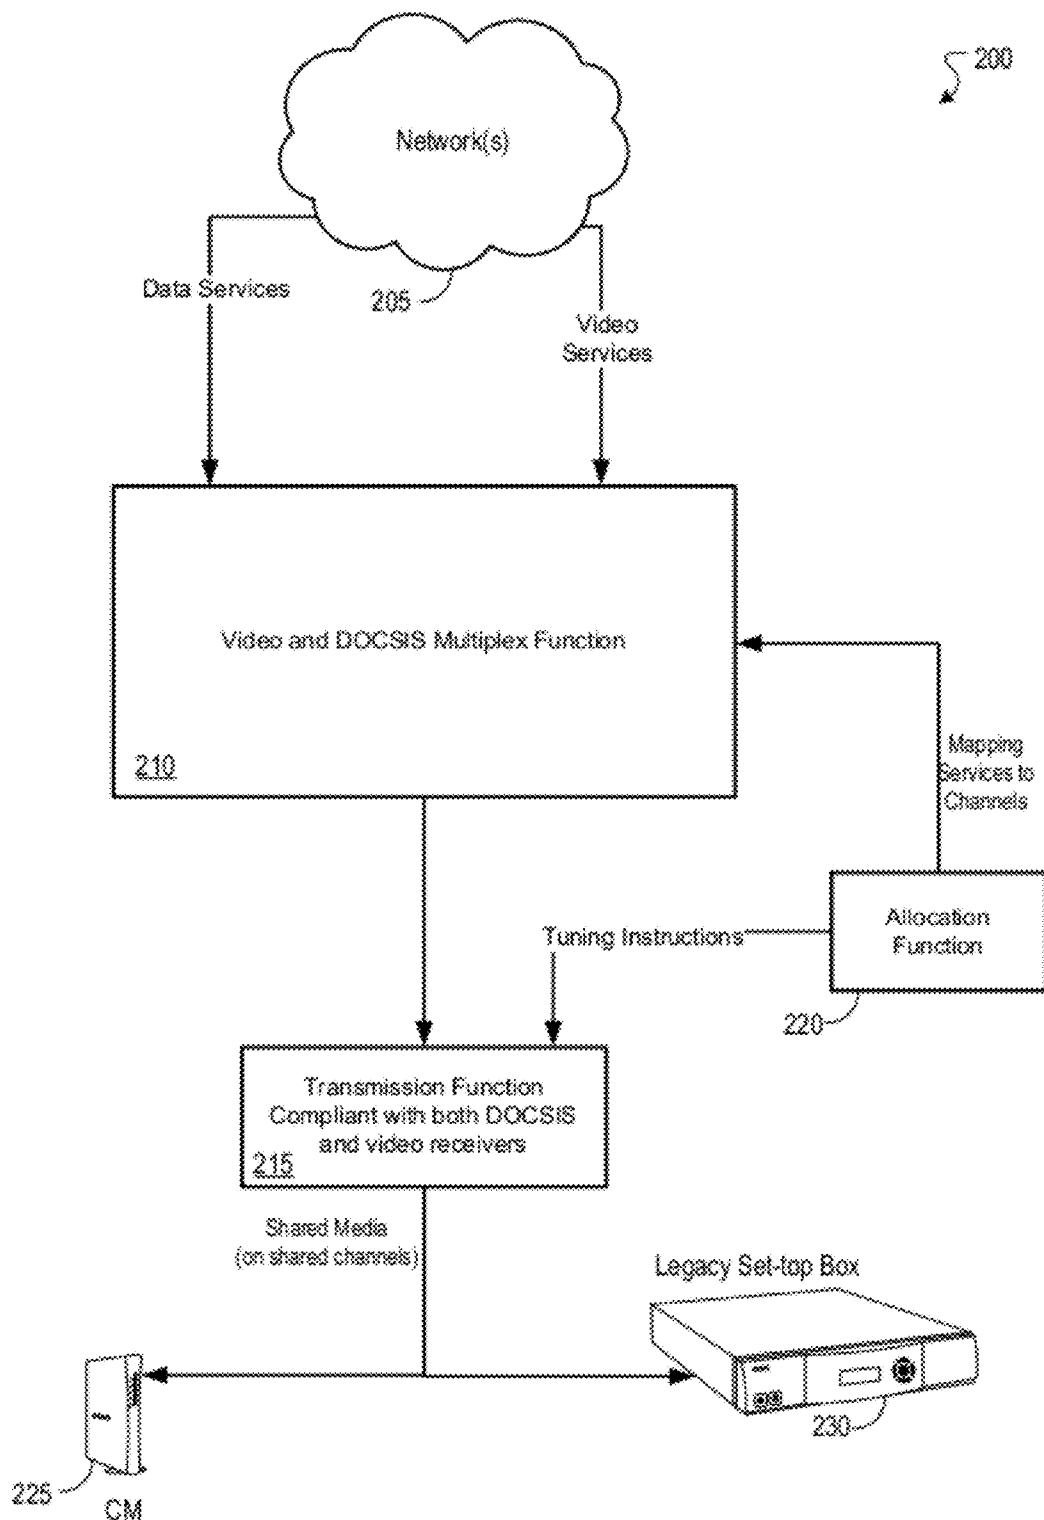 200
Network(s)
Data Services
205
Video
Services
Video and DOCSIS Multiplex Function
210
Mapping
Services to
Channels
Allocation
Function
Tuning Instructions
220
Transmission Function
Compliant with both DOCSIS
and video receivers
215
Shared Media
(on shared channels)
Legacy Set-top Box
230
225
CM